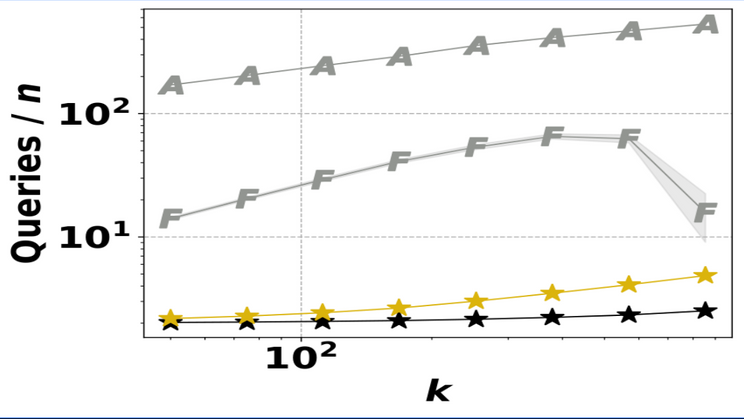 A A A A A A A A
10²
F F F F F F F F
10¹
10²
k
Queries / n